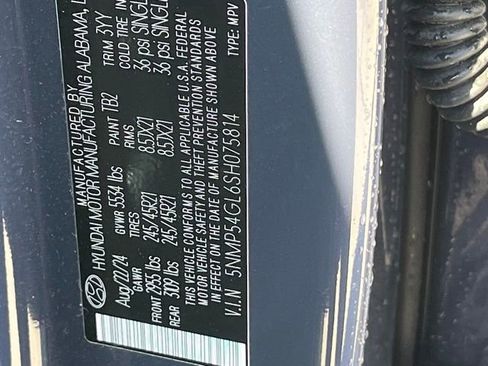 MANUFACTURED BY
HYUNDAI MOTOR MANUFACTURING ALABAMA, L
Aug/22/24 GVWR 5534 lbs PAINT TB2 TRIM 3YY
GAWR RIMS COLD TIRE IN
FRONT 2953 lbs 245/45R21 8.5JX21 36 psi SINGL
REAR 3109 lbs 245/45R21 8.5JX21 36 psi SINGL
THIS VEHICLE CONFORMS TO ALL APPLICABLE U.S.A. FEDERAL
MOTOR VEHICLE SAFETY AND THEFT PREVENTION STANDARDS
IN EFFECT ON THE DATE OF MANUFACTURE SHOWN ABOVE
V.I.N 5NMP54GL6SH075814 TYPE: MPV